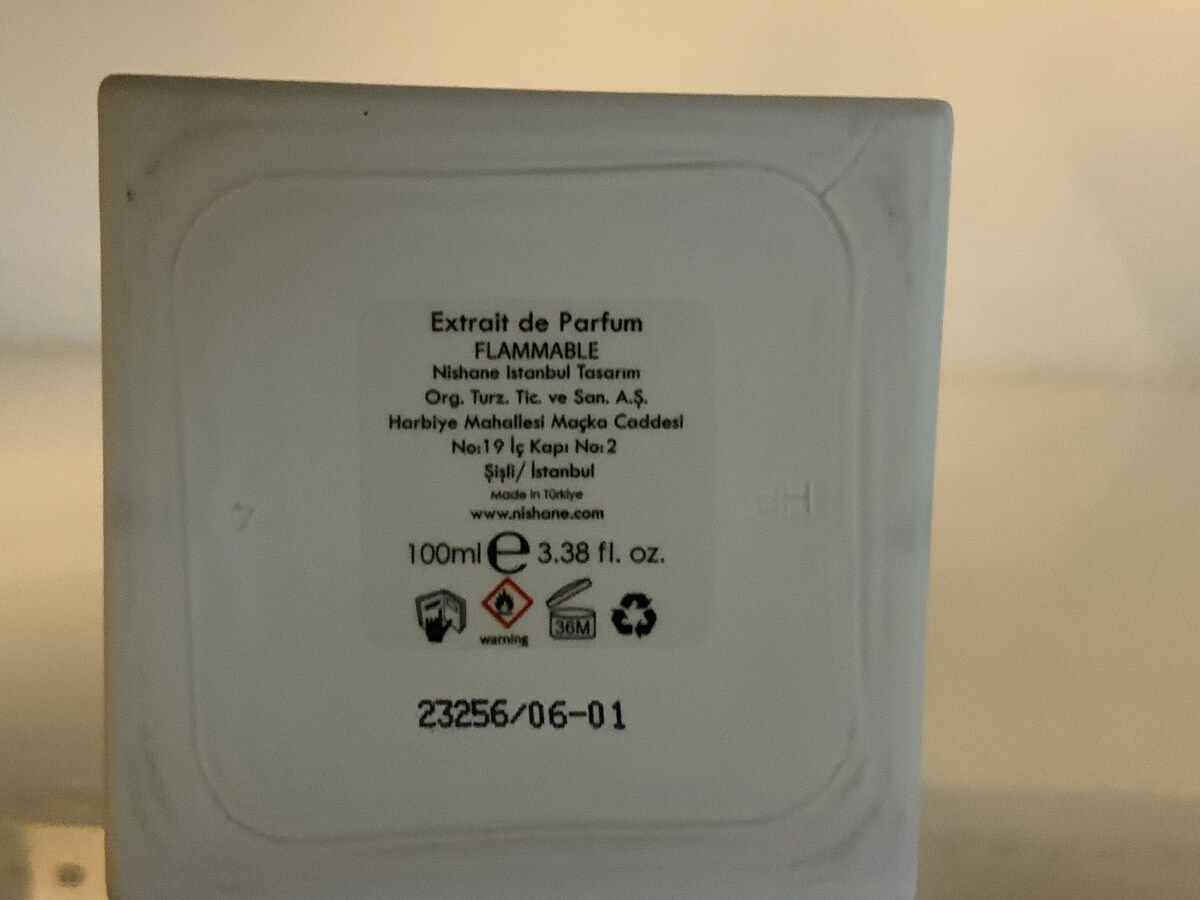 Extrait de Parfum
FLAMMABLE
Nishane Istanbul Tasarım
Org. Turz. Tic. ve San. A.Ş.
Harbiye Mahallesi Maçka Caddesi
No:19 İç Kapı No:2
Şişli/ İstanbul
Made in Türkiye
www.nishane.com
100ml e 3.38 fl. oz.
warning
36M
23256/06-01